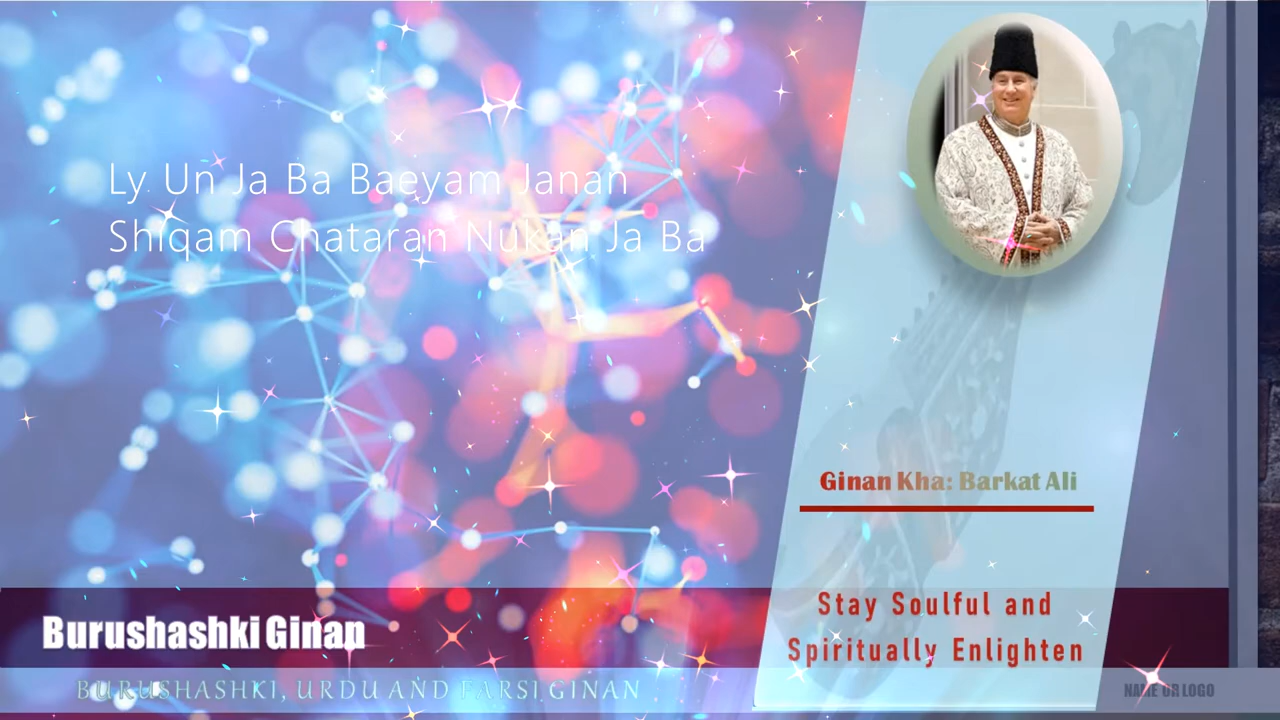 Ly Un Ja Ba Baeyam Janan
Shiqam Chataran Nukan Ja Ba
Ginan Kha: Barkat Ali
Stay Soulful and
Spiritually Enlighten
Burushashki Ginan
BURUSHASHKI, URDU AND FARSI GINAN
NAME OR LOGO